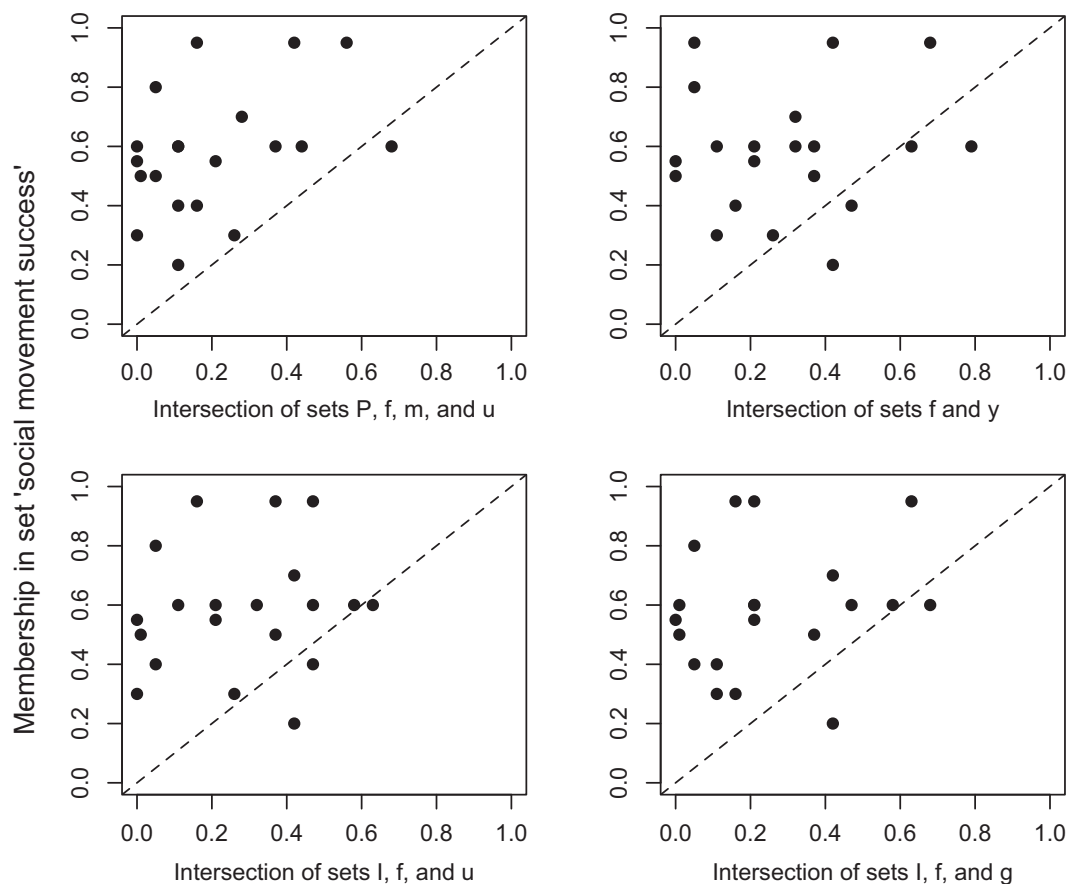 Membership in set 'social movement success'
1.0
0.8
0.6
0.4
0.2
0.0
0.0 0.2 0.4 0.6 0.8 1.0
Intersection of sets P, f, m, and u
1.0
0.8
0.6
0.4
0.2
0.0
0.0 0.2 0.4 0.6 0.8 1.0
Intersection of sets f and y
1.0
0.8
0.6
0.4
0.2
0.0
0.0 0.2 0.4 0.6 0.8 1.0
Intersection of sets I, f, and u
1.0
0.8
0.6
0.4
0.2
0.0
0.0 0.2 0.4 0.6 0.8 1.0
Intersection of sets I, f, and g